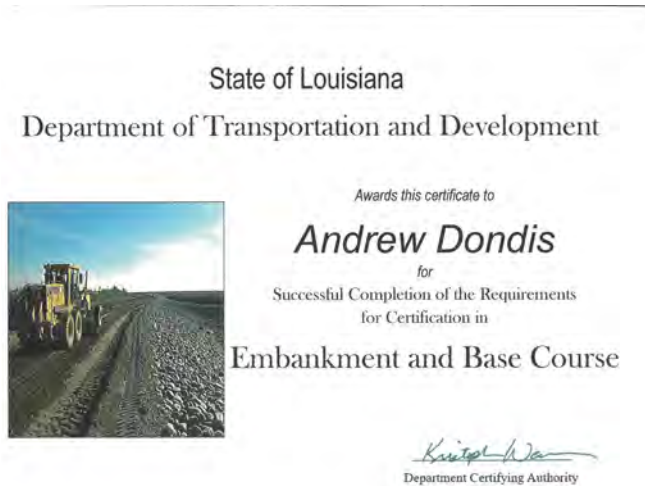 State of Louisiana
Department of Transportation and Development
Awards this certificate to
Andrew Dondis
for
Successful Completion of the Requirements
for Certification in
Embankment and Base Course
Department Certifying Authority